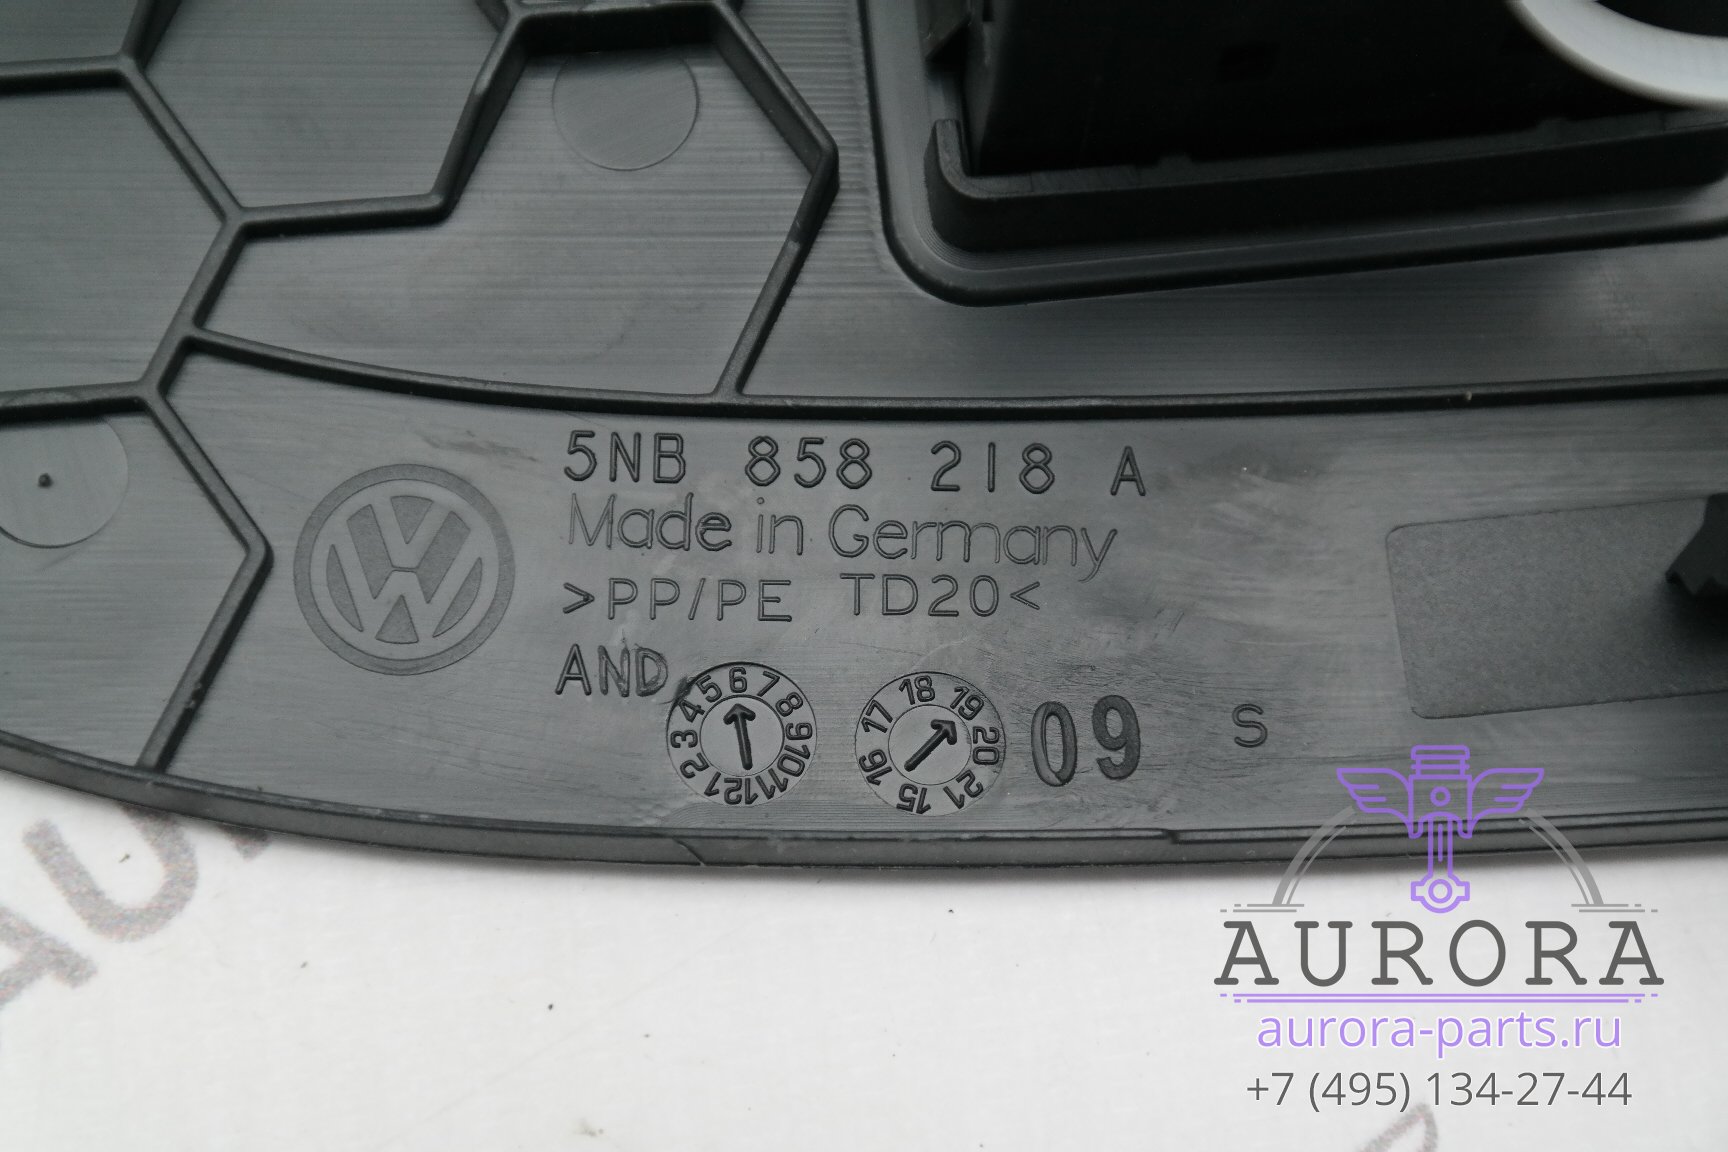 5NB 858 218 A
Made in Germany
>PP/PE TD20<
AND
1 2 3 4 5 6 7 8 9 10 11 12
15 16 17 18 19 20 21
09 S
AURORA
aurora-parts.ru
+7 (495) 134-27-44